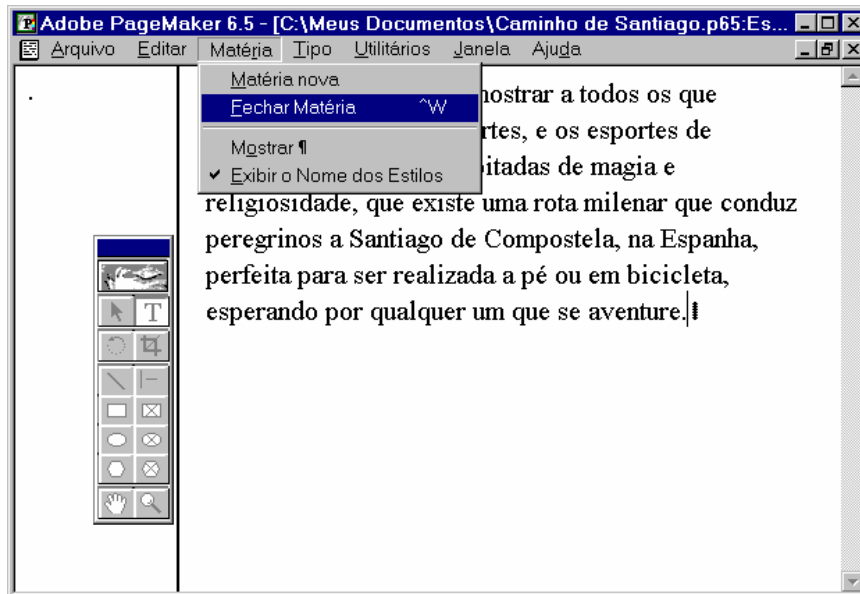 Adobe PageMaker 6.5 - [C:\Meus Documentos\Caminho de Santiago.p65:Es...
Arquivo Editar Matéria Tipo Utilitários Janela Ajuda
Matéria nova
Fechar Matéria ^W
Mostrar ¶
✔ Exibir o Nome dos Estilos
.
mostrar a todos os que
e os esportes de
de magia e
religiosidade, que existe uma rota milenar que conduz
peregrinos a Santiago de Compostela, na Espanha,
perfeita para ser realizada a pé ou em bicicleta,
esperando por qualquer um que se aventure.
T